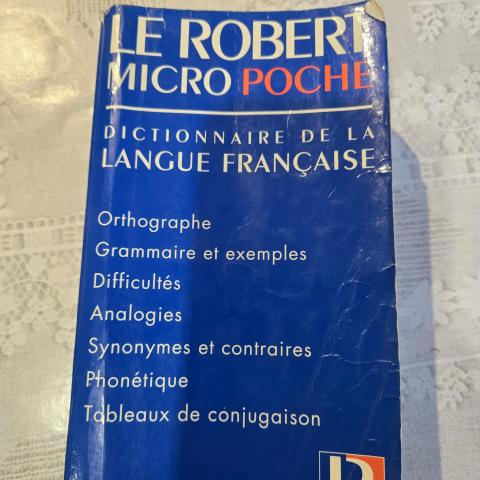 LE ROBERT
MICRO POCHE
DICTIONNAIRE DE LA
LANGUE FRANÇAISE
Orthographe
Grammaire et exemples
Difficultés
Analogies
Synonymes et contraires
Phonétique
Tableaux de conjugaison